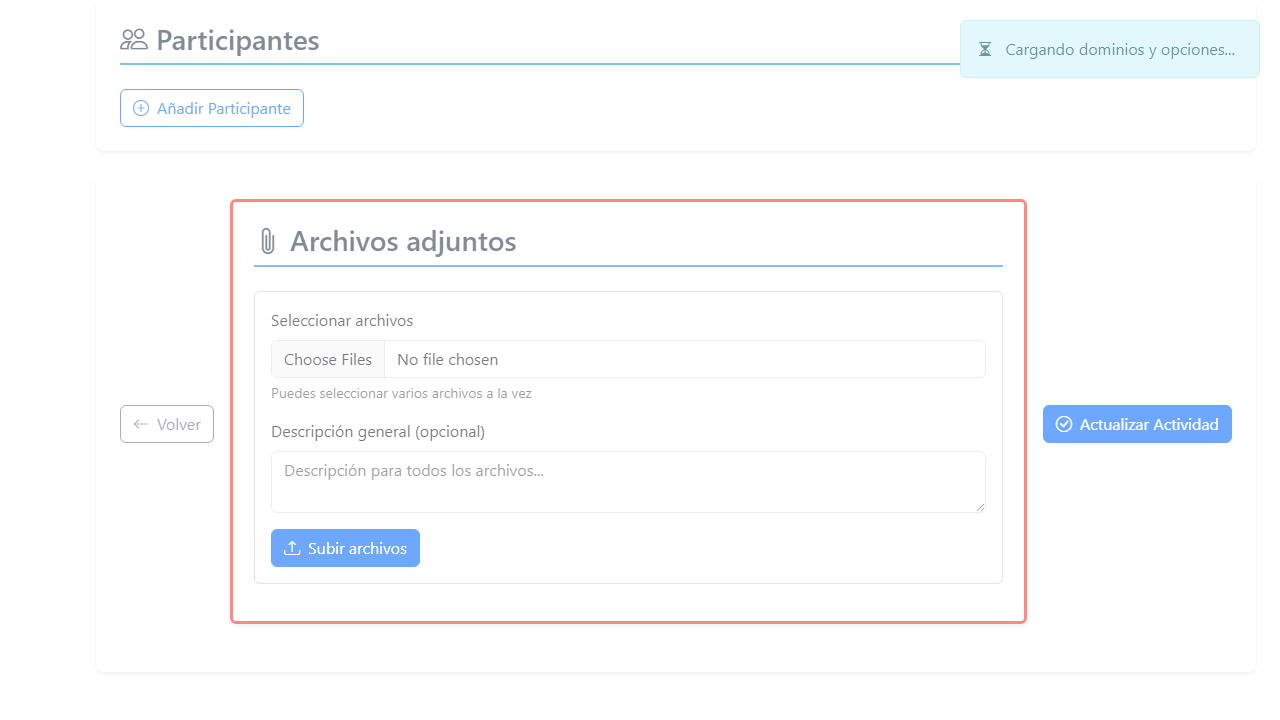 Participantes
Cargando dominios y opciones...
Añadir Participante
Archivos adjuntos
Seleccionar archivos
Choose Files No file chosen
Puedes seleccionar varios archivos a la vez
Volver
Actualizar Actividad
Descripción general (opcional)
Descripción para todos los archivos...
Subir archivos